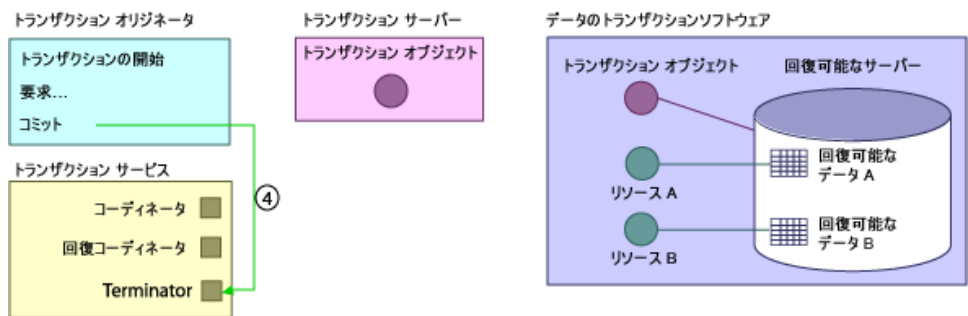 トランザクション オリジネータ
トランザクションの開始
要求...
コミット
トランザクション サービス
コーディネータ
回復コーディネータ
Terminator
④
トランザクション サーバー
トランザクション オブジェクト
データのトランザクションソフトウェア
トランザクション オブジェクト
回復可能なサーバー
リソース A
回復可能な
データ A
リソース B
回復可能な
データ B